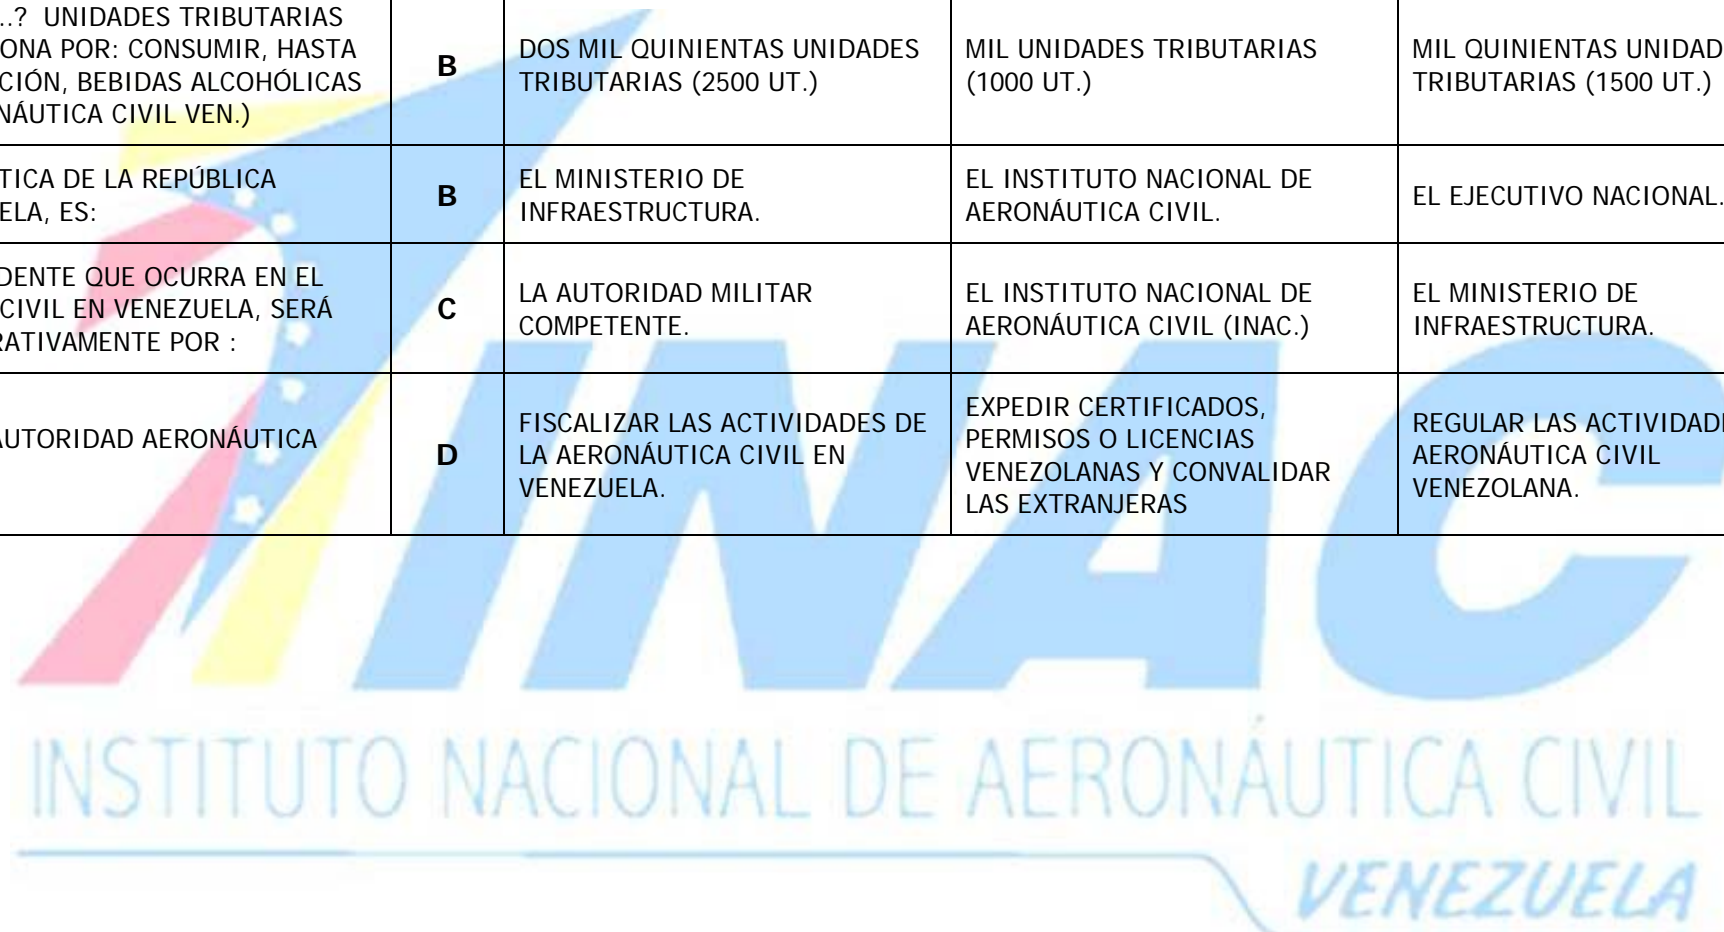 ..? UNIDADES TRIBUTARIAS
ONA POR: CONSUMIR, HASTA
CIÓN, BEBIDAS ALCOHÓLICAS
NÁUTICA CIVIL VEN.)
B
DOS MIL QUINIENTAS UNIDADES
TRIBUTARIAS (2500 UT.)
MIL UNIDADES TRIBUTARIAS
(1000 UT.)
MIL QUINIENTAS UNIDAD
TRIBUTARIAS (1500 UT.)
TICA DE LA REPÚBLICA
ELA, ES:
B
EL MINISTERIO DE
INFRAESTRUCTURA.
EL INSTITUTO NACIONAL DE
AERONÁUTICA CIVIL.
EL EJECUTIVO NACIONAL.
DENTE QUE OCURRA EN EL
CIVIL EN VENEZUELA, SERÁ
RATIVAMENTE POR :
C
LA AUTORIDAD MILITAR
COMPETENTE.
EL INSTITUTO NACIONAL DE
AERONÁUTICA CIVIL (INAC.)
EL MINISTERIO DE
INFRAESTRUCTURA.
AUTORIDAD AERONÁUTICA
D
FISCALIZAR LAS ACTIVIDADES DE
LA AERONÁUTICA CIVIL EN
VENEZUELA.
EXPEDIR CERTIFICADOS,
PERMISOS O LICENCIAS
VENEZOLANAS Y CONVALIDAR
LAS EXTRANJERAS
REGULAR LAS ACTIVIDAD
AERONÁUTICA CIVIL
VENEZOLANA.
INAC
INSTITUTO NACIONAL DE AERONÁUTICA CIVIL
VENEZUELA